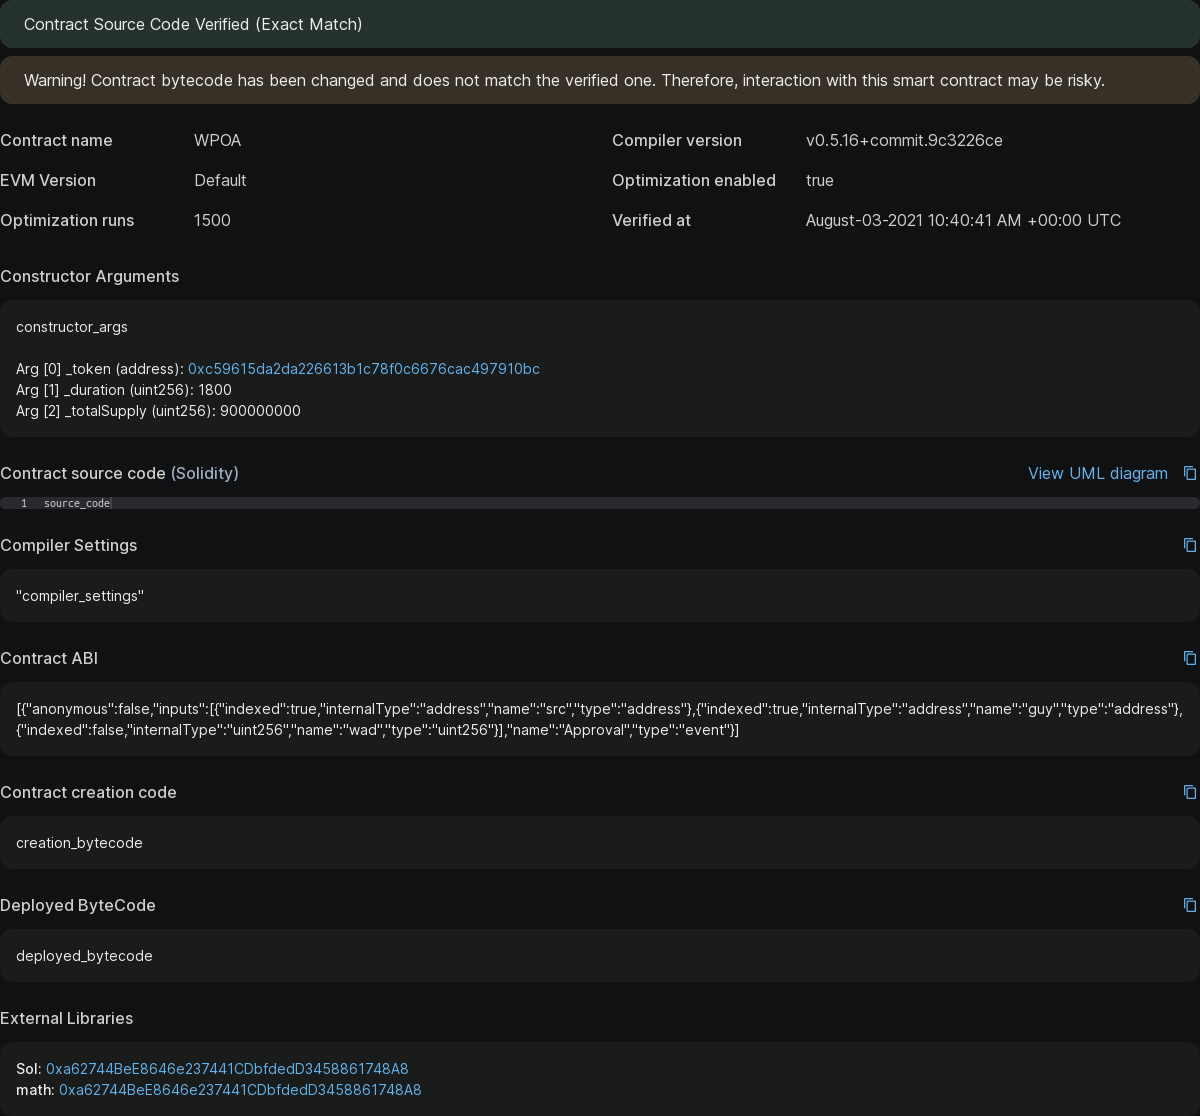 Contract Source Code Verified (Exact Match)
Warning! Contract bytecode has been changed and does not match the verified one. Therefore, interaction with this smart contract may be risky.
Contract name WPOA Compiler version v0.5.16+commit.9c3226ce
EVM Version Default Optimization enabled true
Optimization runs 1500 Verified at August-03-2021 10:40:41 AM +00:00 UTC
Constructor Arguments
constructor_args
Arg [0] _token (address): 0xc59615da2da226613b1c78f0c6676cac497910bc
Arg [1] _duration (uint256): 1800
Arg [2] _totalSupply (uint256): 900000000
Contract source code (Solidity) View UML diagram
1 source_code
Compiler Settings
"compiler_settings"
Contract ABI
[{"anonymous":false,"inputs":[{"indexed":true,"internalType":"address","name":"src","type":"address"},{"indexed":true,"internalType":"address","name":"guy","type":"address"},
{"indexed":false,"internalType":"uint256","name":"wad","type":"uint256"}],"name":"Approval","type":"event"}]
Contract creation code
creation_bytecode
Deployed ByteCode
deployed_bytecode
External Libraries
Sol: 0xa62744BeE8646e237441CDbfdedD3458861748A8
math: 0xa62744BeE8646e237441CDbfdedD3458861748A8